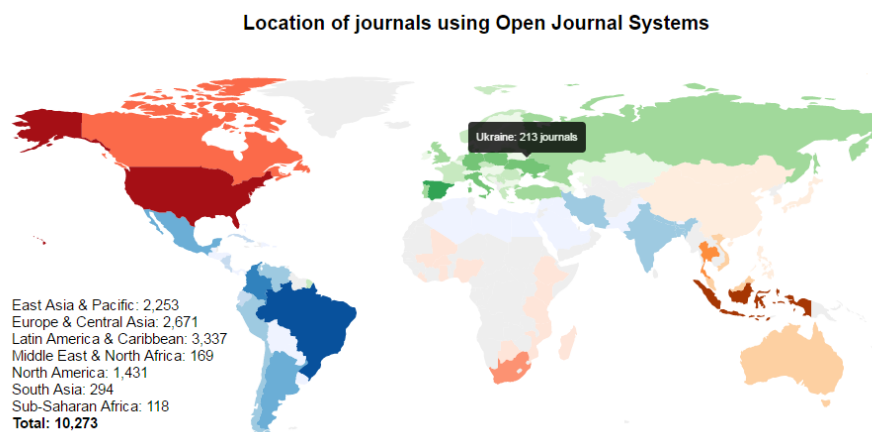 Location of journals using Open Journal Systems
Ukraine: 213 journals
East Asia & Pacific: 2,253
Europe & Central Asia: 2,671
Latin America & Caribbean: 3,337
Middle East & North Africa: 169
North America: 1,431
South Asia: 294
Sub-Saharan Africa: 118
Total: 10,273